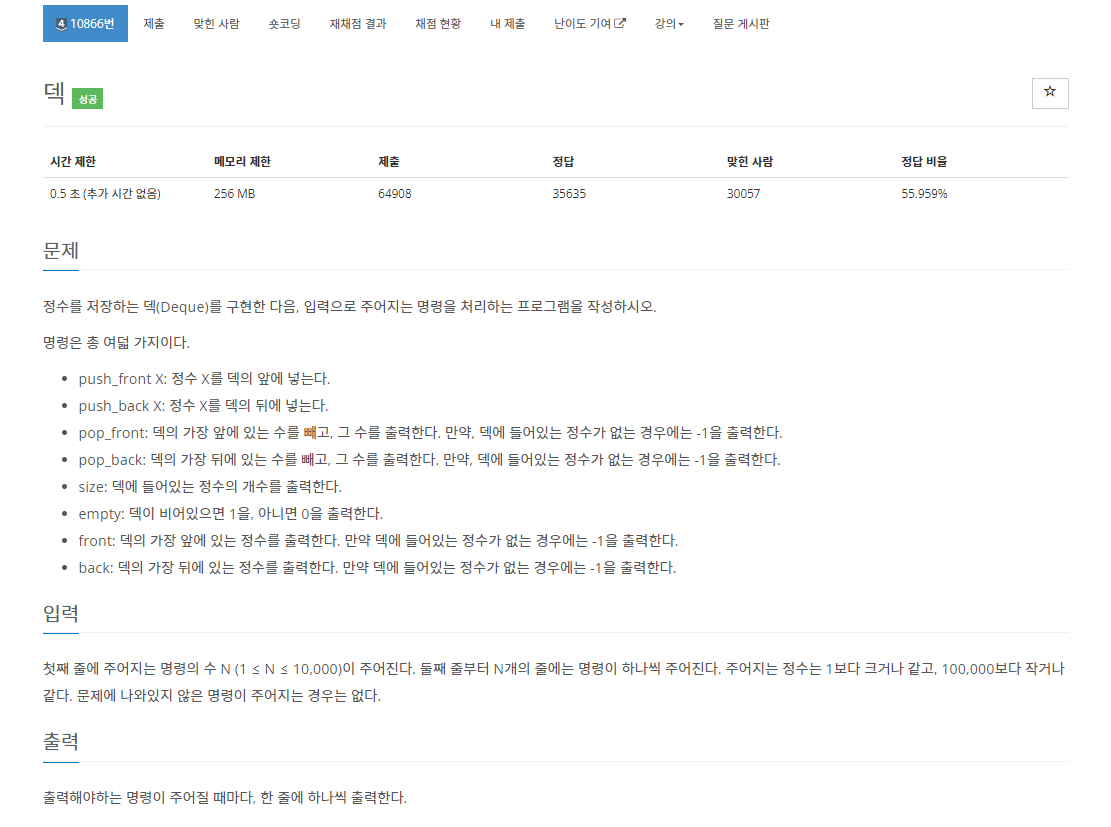 4 10866번 제출 맞힌 사람 숏코딩 재채점 결과 채점 현황 내 제출 난이도 기여 강의 질문 게시판
덱 성공
시간 제한 메모리 제한 제출 정답 맞힌 사람 정답 비율
0.5 초 (추가 시간 없음) 256 MB 64908 35635 30057 55.959%
문제
정수를 저장하는 덱(Deque)를 구현한 다음, 입력으로 주어지는 명령을 처리하는 프로그램을 작성하시오.
명령은 총 여덟 가지이다.
• push_front X: 정수 X를 덱의 앞에 넣는다.
• push_back X: 정수 X를 덱의 뒤에 넣는다.
• pop_front: 덱의 가장 앞에 있는 수를 빼고, 그 수를 출력한다. 만약, 덱에 들어있는 정수가 없는 경우에는 -1을 출력한다.
• pop_back: 덱의 가장 뒤에 있는 수를 빼고, 그 수를 출력한다. 만약, 덱에 들어있는 정수가 없는 경우에는 -1을 출력한다.
• size: 덱에 들어있는 정수의 개수를 출력한다.
• empty: 덱이 비어있으면 1을, 아니면 0을 출력한다.
• front: 덱의 가장 앞에 있는 정수를 출력한다. 만약 덱에 들어있는 정수가 없는 경우에는 -1을 출력한다.
• back: 덱의 가장 뒤에 있는 정수를 출력한다. 만약 덱에 들어있는 정수가 없는 경우에는 -1을 출력한다.
입력
첫째 줄에 주어지는 명령의 수 N (1 ≤ N ≤ 10,000)이 주어진다. 둘째 줄부터 N개의 줄에는 명령이 하나씩 주어진다. 주어지는 정수는 1보다 크거나 같고, 100,000보다 작거나
같다. 문제에 나와있지 않은 명령이 주어지는 경우는 없다.
출력
출력해야하는 명령이 주어질 때마다, 한 줄에 하나씩 출력한다.